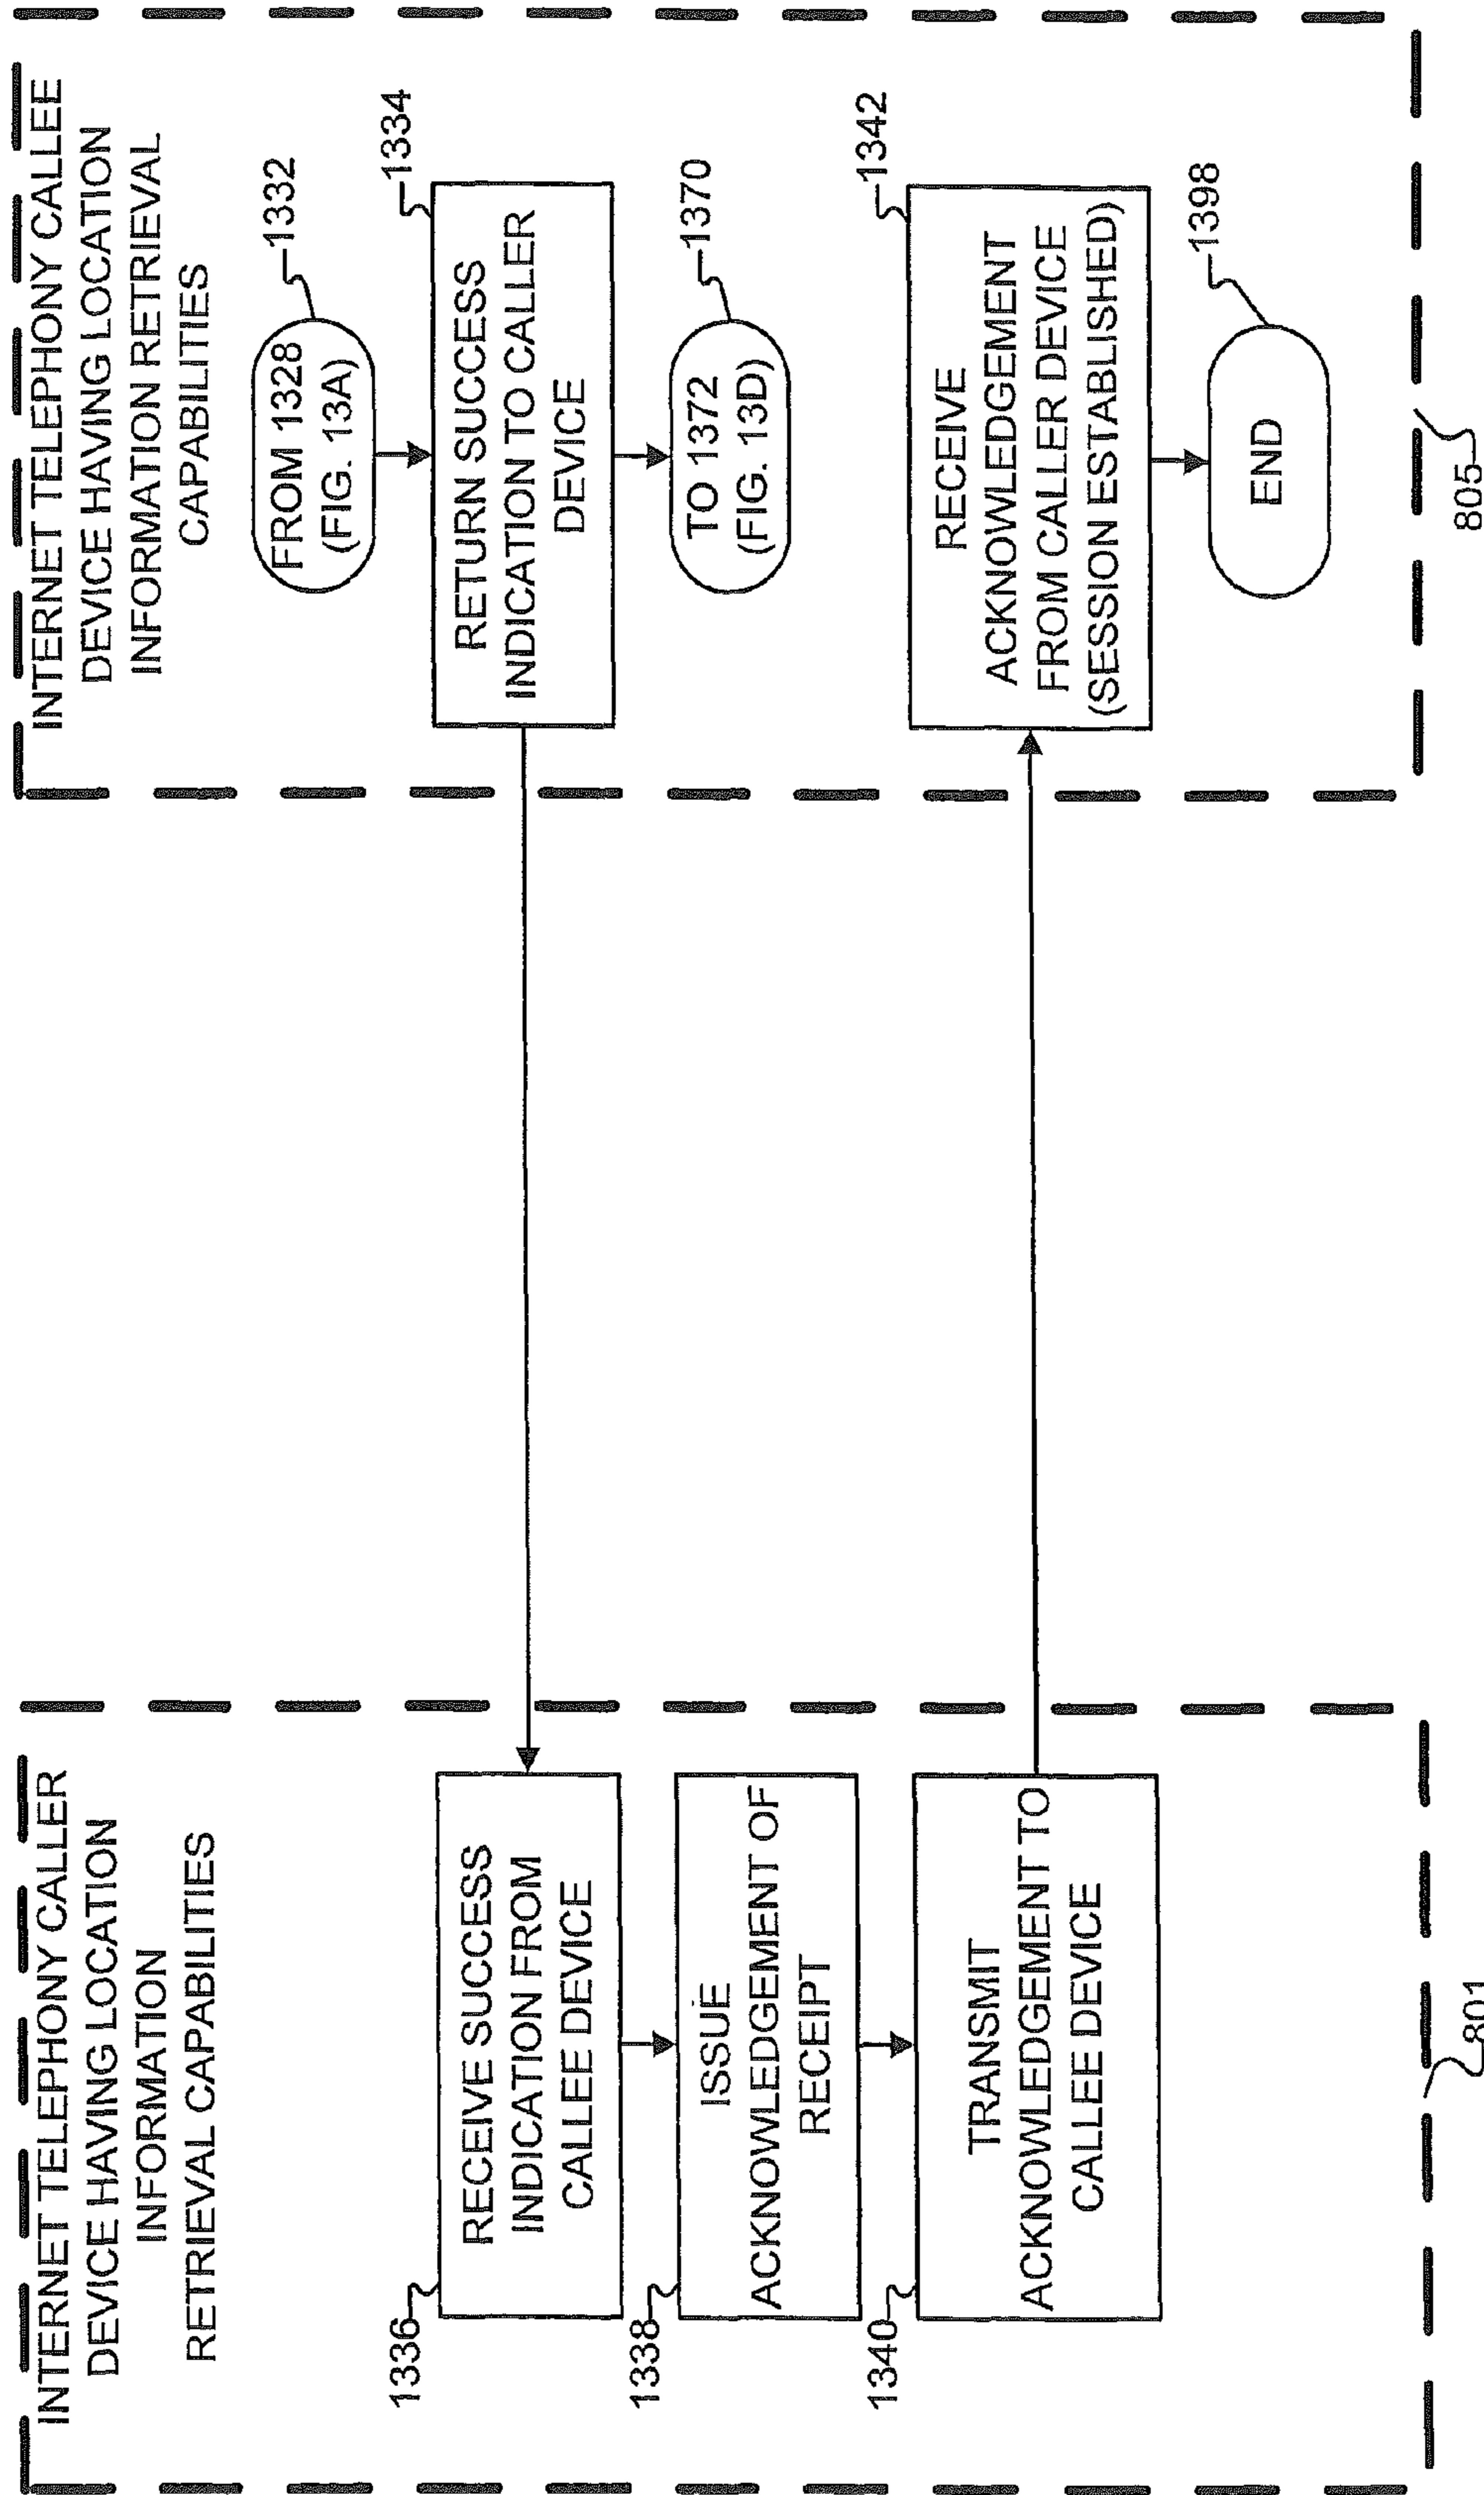 INTERNET TELEPHONY CALLER
DEVICE HAVING LOCATION
INFORMATION
RETRIEVAL CAPABILITIES
1336
RECEIVE SUCCESS
INDICATION FROM
CALLEE DEVICE
1338
ISSUE
ACKNOWLEDGEMENT OF
RECEIPT
1340
TRANSMIT
ACKNOWLEDGEMENT TO
CALLEE DEVICE
801
INTERNET TELEPHONY CALLEE
DEVICE HAVING LOCATION
INFORMATION RETRIEVAL
CAPABILITIES
1332
FROM 1328
(FIG. 13A)
1334
RETURN SUCCESS
INDICATION TO CALLER
DEVICE
1370
TO 1372
(FIG. 13D)
1342
RECEIVE
ACKNOWLEDGEMENT
FROM CALLER DEVICE
(SESSION ESTABLISHED)
1398
END
805